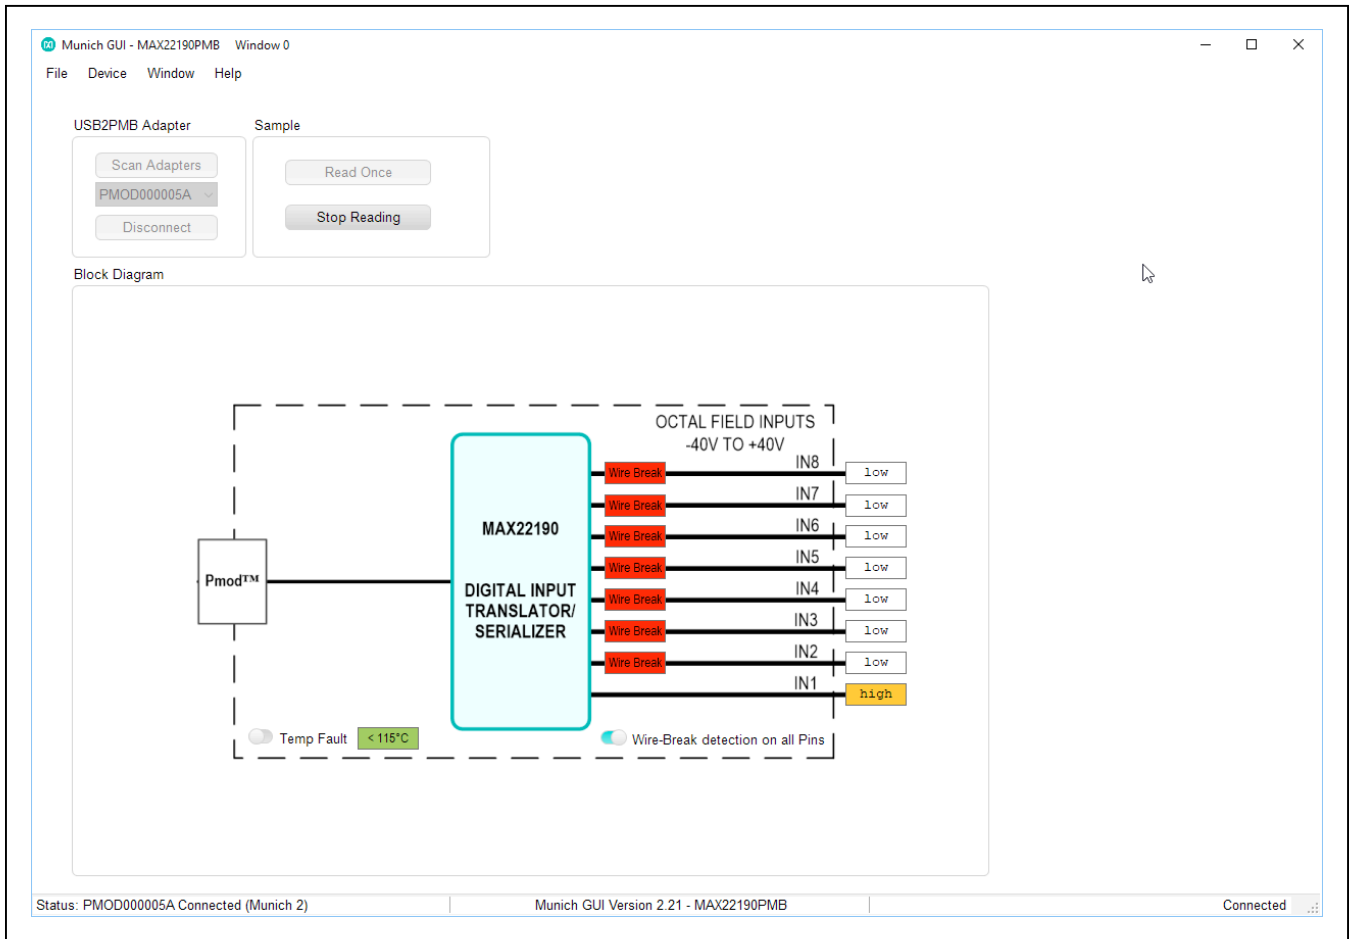 Munich GUI - MAX22190PMB Window 0
File Device Window Help
USB2PMB Adapter
Sample
Scan Adapters
PMOD000005A
Disconnect
Read Once
Stop Reading
Block Diagram
OCTAL FIELD INPUTS
-40V TO +40V
MAX22190
DIGITAL INPUT
TRANSLATOR/
SERIALIZER
Pmod™
Wire Break IN8 low
Wire Break IN7 low
Wire Break IN6 low
Wire Break IN5 low
Wire Break IN4 low
Wire Break IN3 low
Wire Break IN2 low
IN1 high
Temp Fault < 115°C
Wire-Break detection on all Pins
Status: PMOD000005A Connected (Munich 2)
Munich GUI Version 2.21 - MAX22190PMB
Connected